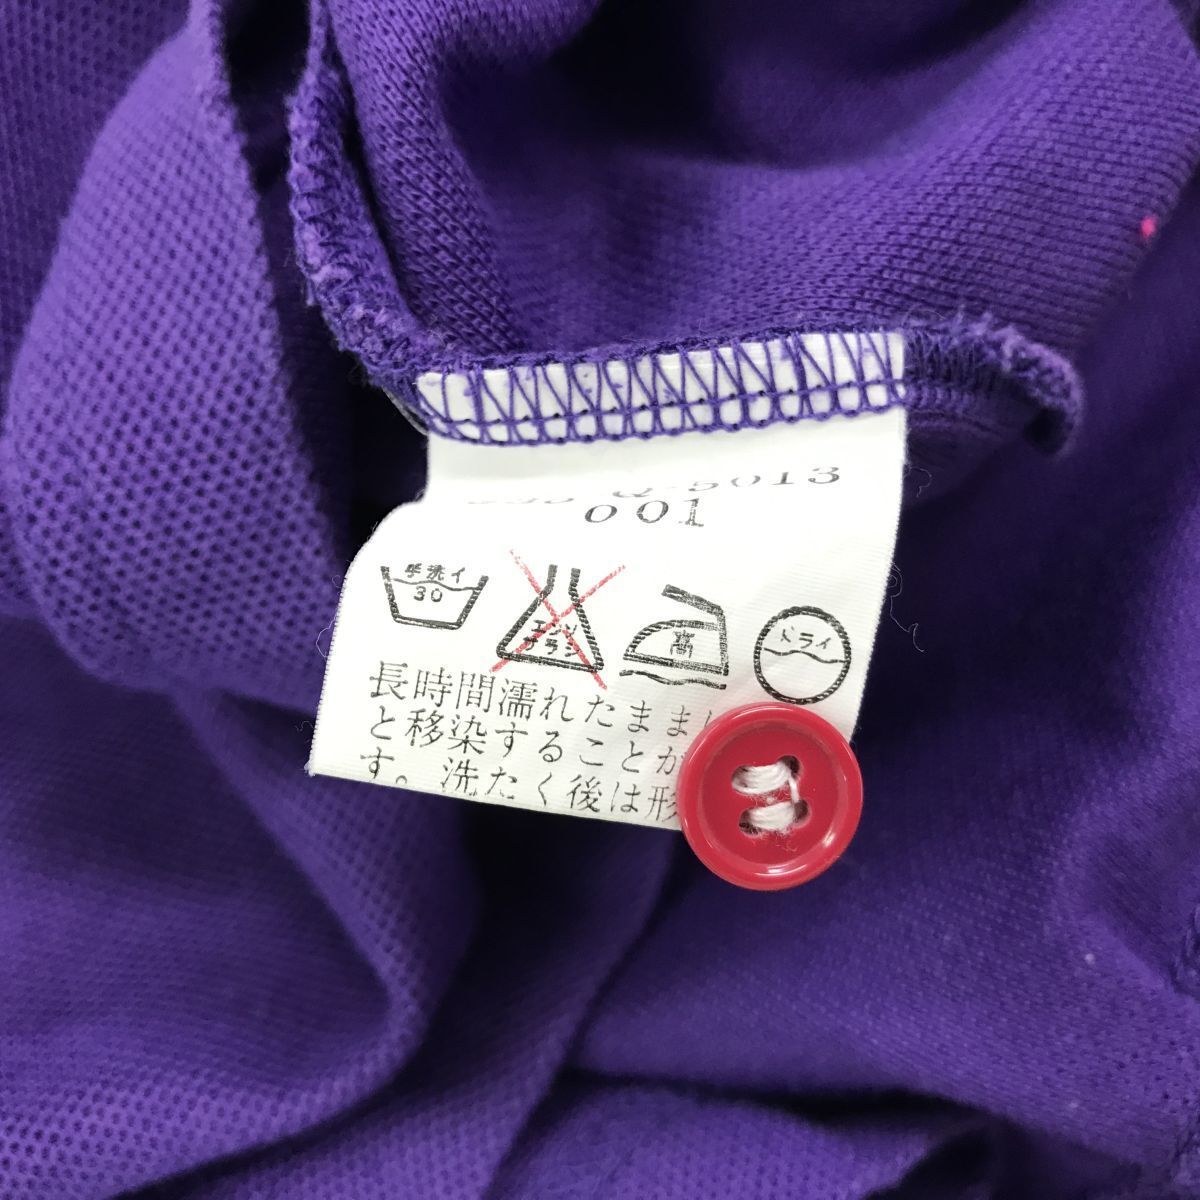 5013
001
手洗イ
30
エンソ
サラシ
高
ドライ
長時間濡れたまま
と移染することが
す。洗たく後は形